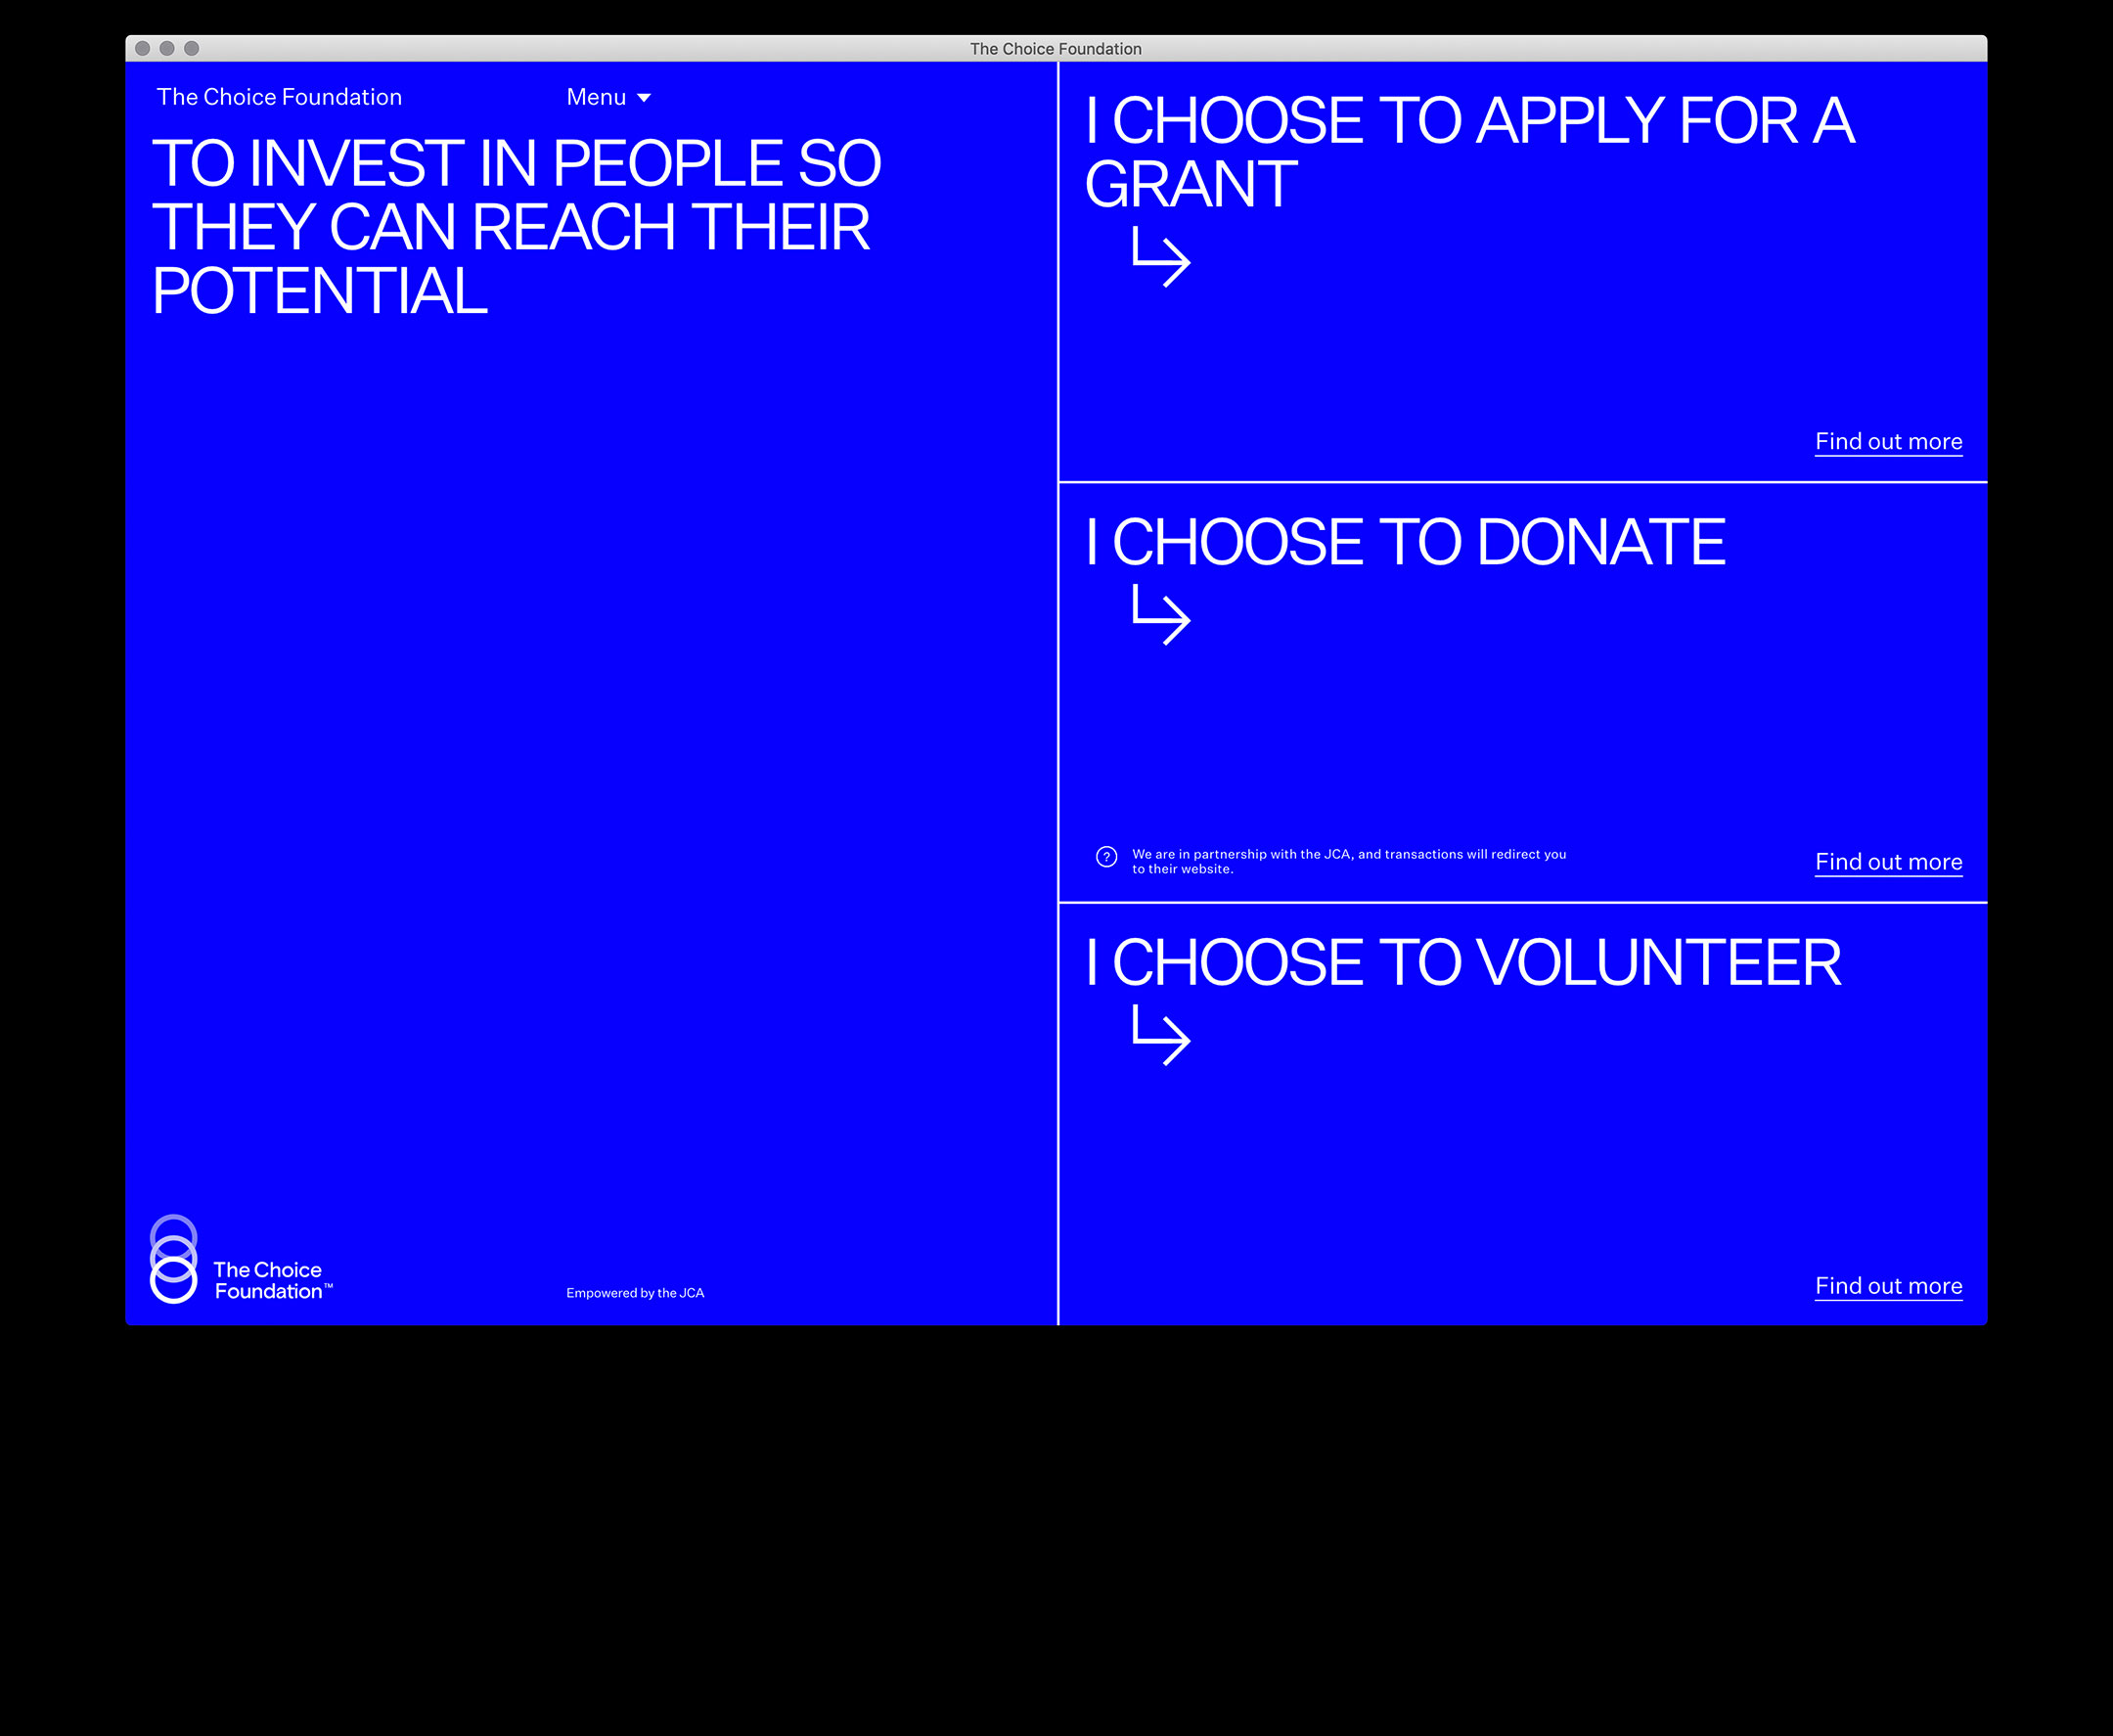 The Choice Foundation
The Choice Foundation
Menu
TO INVEST IN PEOPLE SO
THEY CAN REACH THEIR
POTENTIAL
The Choice
Foundation™
Empowered by the JCA
I CHOOSE TO APPLY FOR A
GRANT
Find out more
I CHOOSE TO DONATE
? We are in partnership with the JCA, and transactions will redirect you
to their website.
Find out more
I CHOOSE TO VOLUNTEER
Find out more